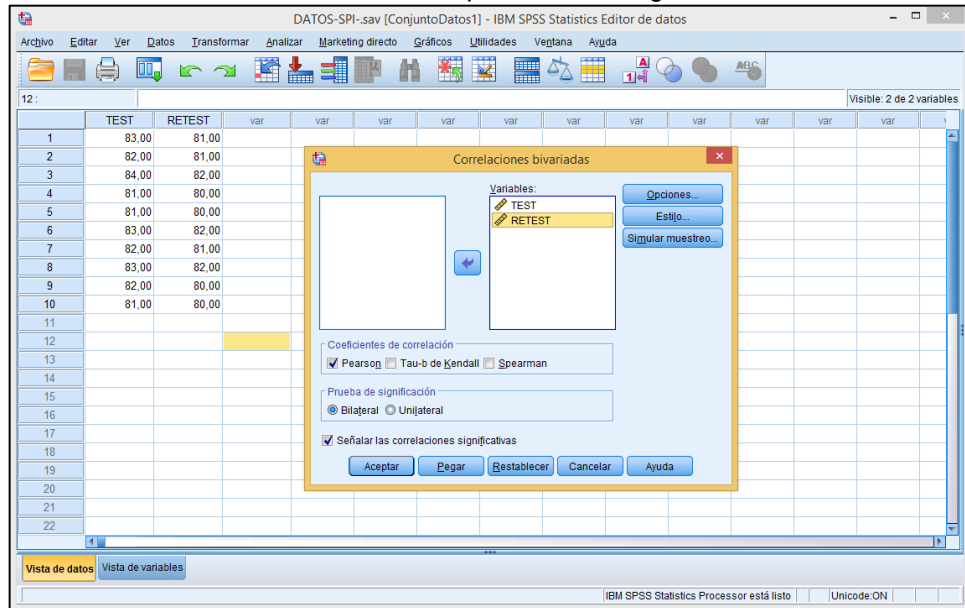 DATOS-SPI-.sav [ConjuntoDatos1] - IBM SPSS Statistics Editor de datos
Archivo Editar Ver Datos Transformar Analizar Marketing directo Gráficos Utilidades Ventana Ayuda
12 :
Visible: 2 de 2 variables
TEST RETEST var var var var var var var var var var var
1 83,00 81,00
2 82,00 81,00
3 84,00 82,00
4 81,00 80,00
5 81,00 80,00
6 83,00 82,00
7 82,00 81,00
8 83,00 82,00
9 82,00 80,00
10 81,00 80,00
11
12
13
14
15
16
17
18
19
20
21
22
Correlaciones bivariadas
Variables:
TEST
RETEST
Opciones...
Estilo...
Simular muestreo...
Coeficientes de correlación
Pearson Tau-b de Kendall Spearman
Prueba de significación
Bilateral Unilateral
Señalar las correlaciones significativas
Aceptar Pegar Restablecer Cancelar Ayuda
Vista de datos Vista de variables
IBM SPSS Statistics Processor está listo Unicode:ON